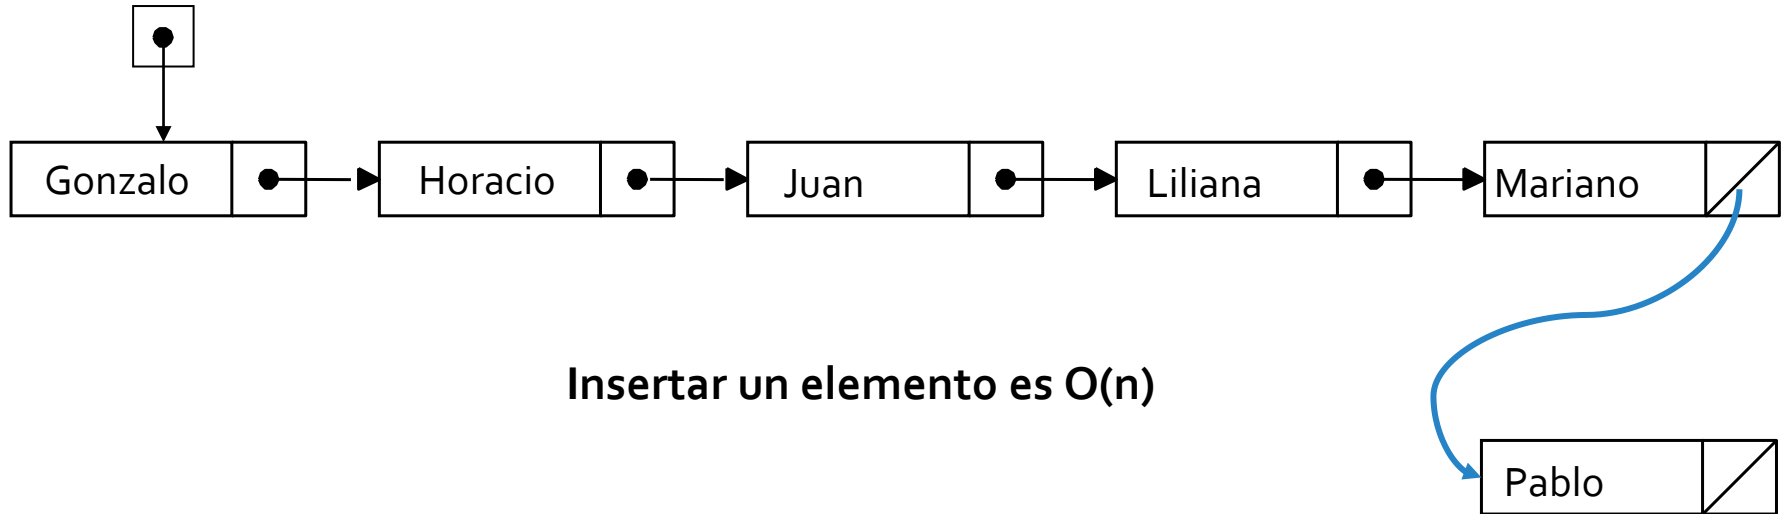 Gonzalo
Horacio
Juan
Liliana
Mariano
Insertar un elemento es O(n)
Pablo